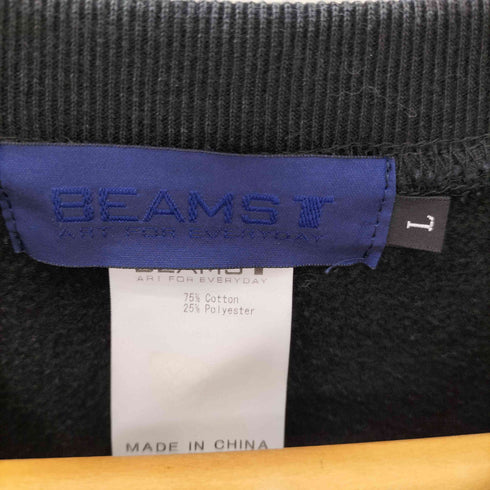 BEAMS T
ART FOR EVERYDAY
L
BEAMS T
ART FOR EVERYDAY
75% Cotton
25% Polyester
MADE IN CHINA